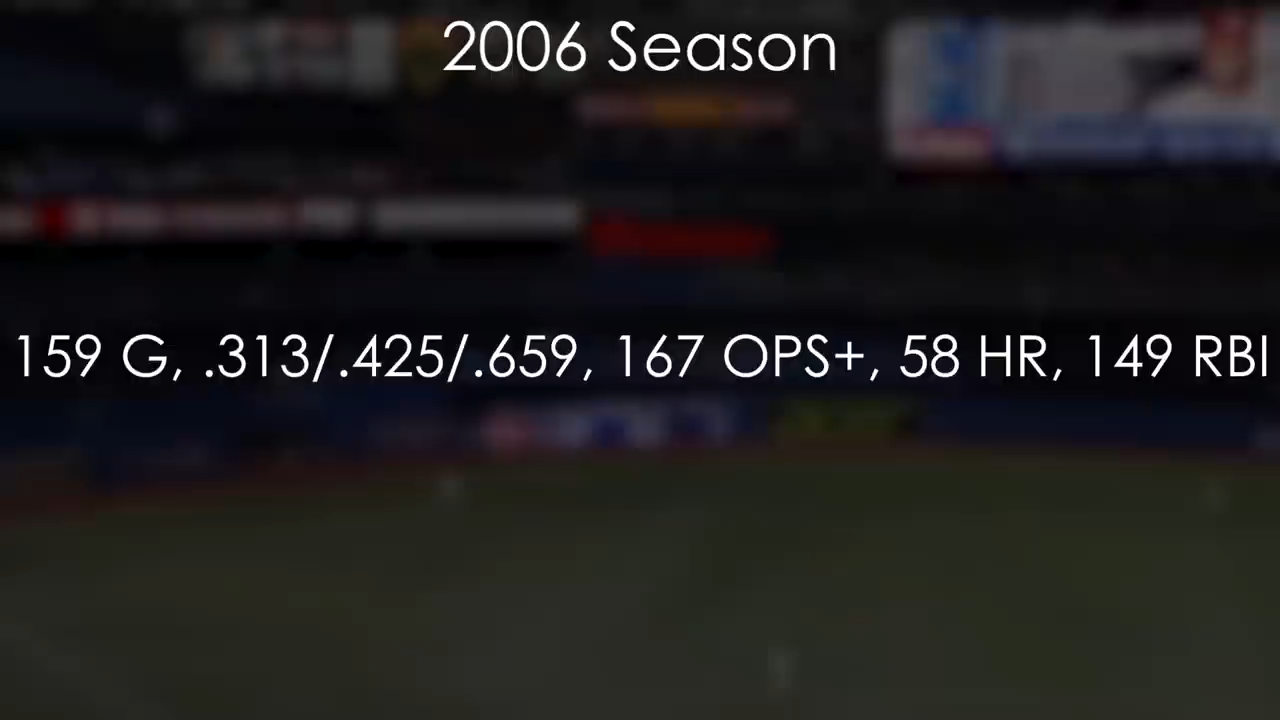 2006 Season
159 G, .313/.425/.659, 167 OPS+, 58 HR, 149 RBI